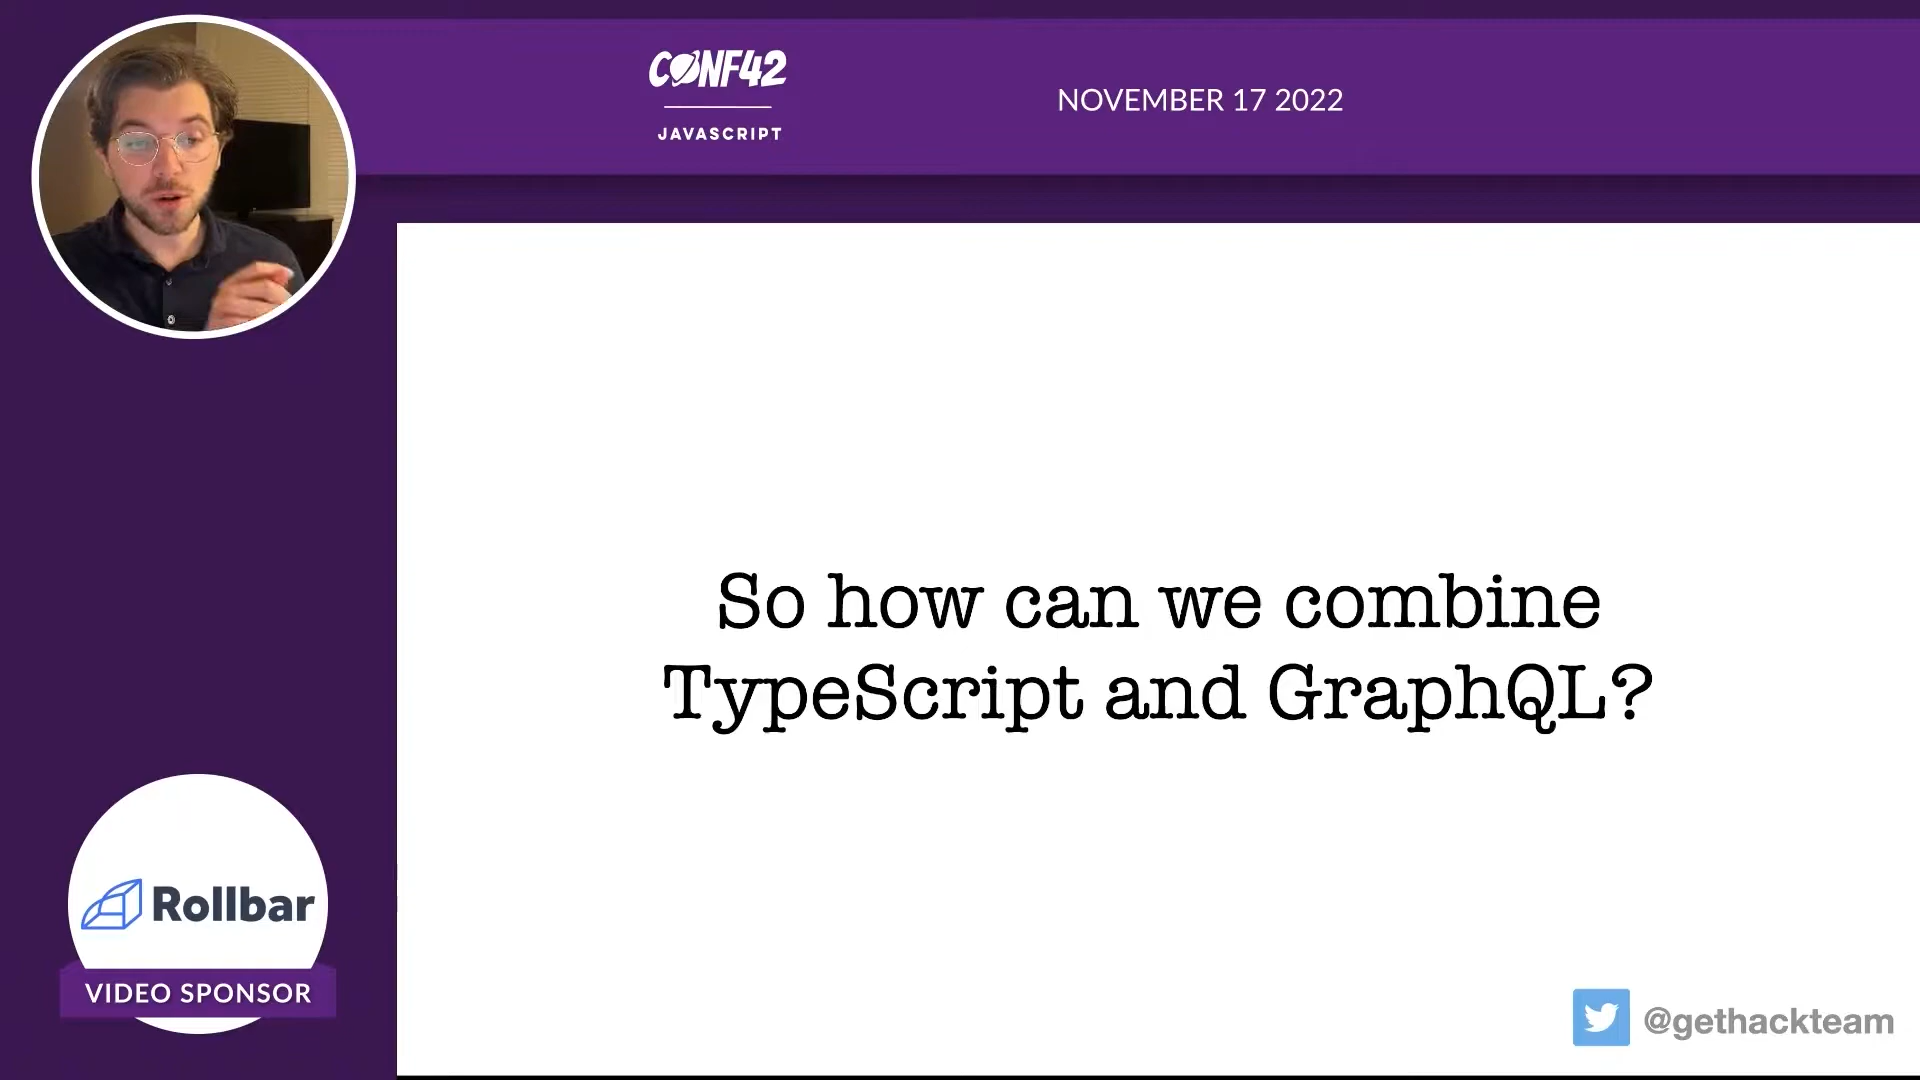 CONF42
JAVASCRIPT
NOVEMBER 17 2022
So how can we combine
TypeScript and GraphQL?
Rollbar
VIDEO SPONSOR
@gethackteam